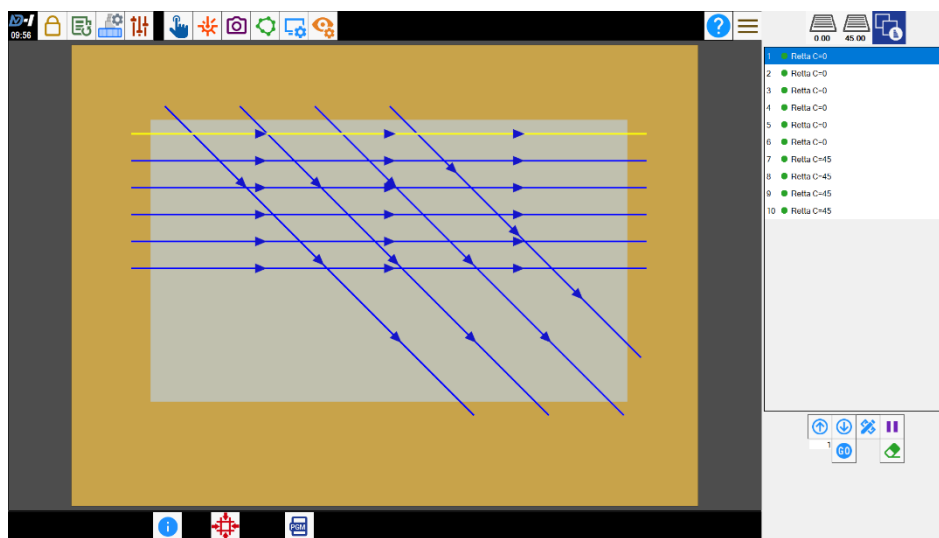 09:56
?
0.00 45.00
1 Retta C=0
2 Retta C=0
3 Retta C=0
4 Retta C=0
5 Retta C=0
6 Retta C=0
7 Retta C=45
8 Retta C=45
9 Retta C=45
10 Retta C=45
GO
i
PGM